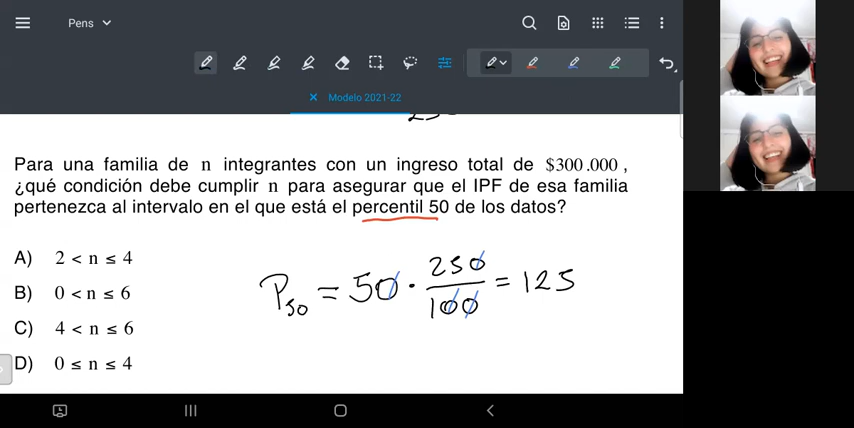 Pens
× Modelo 2021-22
Para una familia de n integrantes con un ingreso total de $300.000 ,
¿qué condición debe cumplir n para asegurar que el IPF de esa familia
pertenezca al intervalo en el que está el percentil 50 de los datos?
A) 2 < n ≤ 4
B) 0 < n ≤ 6
C) 4 < n ≤ 6
D) 0 ≤ n ≤ 4
P₅₀ = 50 · 250/100 = 125